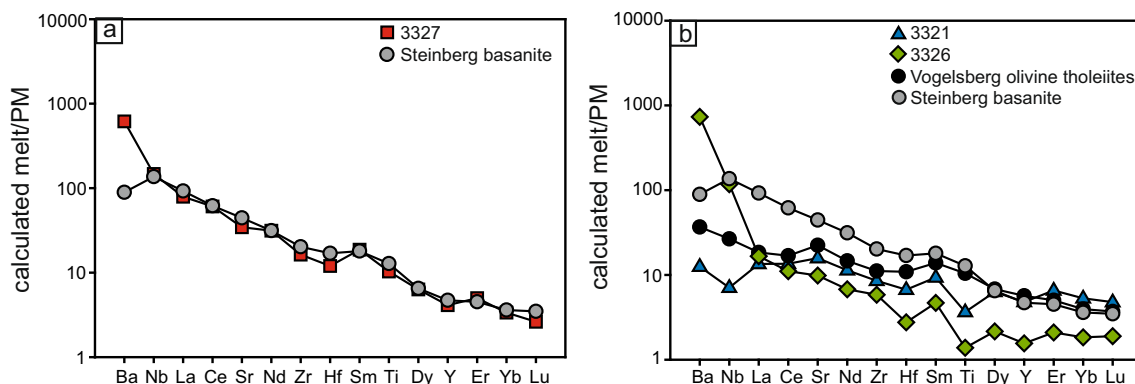 a
3327
Steinberg basanite
calculated melt/PM
10000
1000
100
10
1
Ba Nb La Ce Sr Nd Zr Hf Sm Ti Dy Y Er Yb Lu
b
3321
3326
Vogelsberg olivine tholeiites
Steinberg basanite
calculated melt/PM
10000
1000
100
10
1
Ba Nb La Ce Sr Nd Zr Hf Sm Ti Dy Y Er Yb Lu